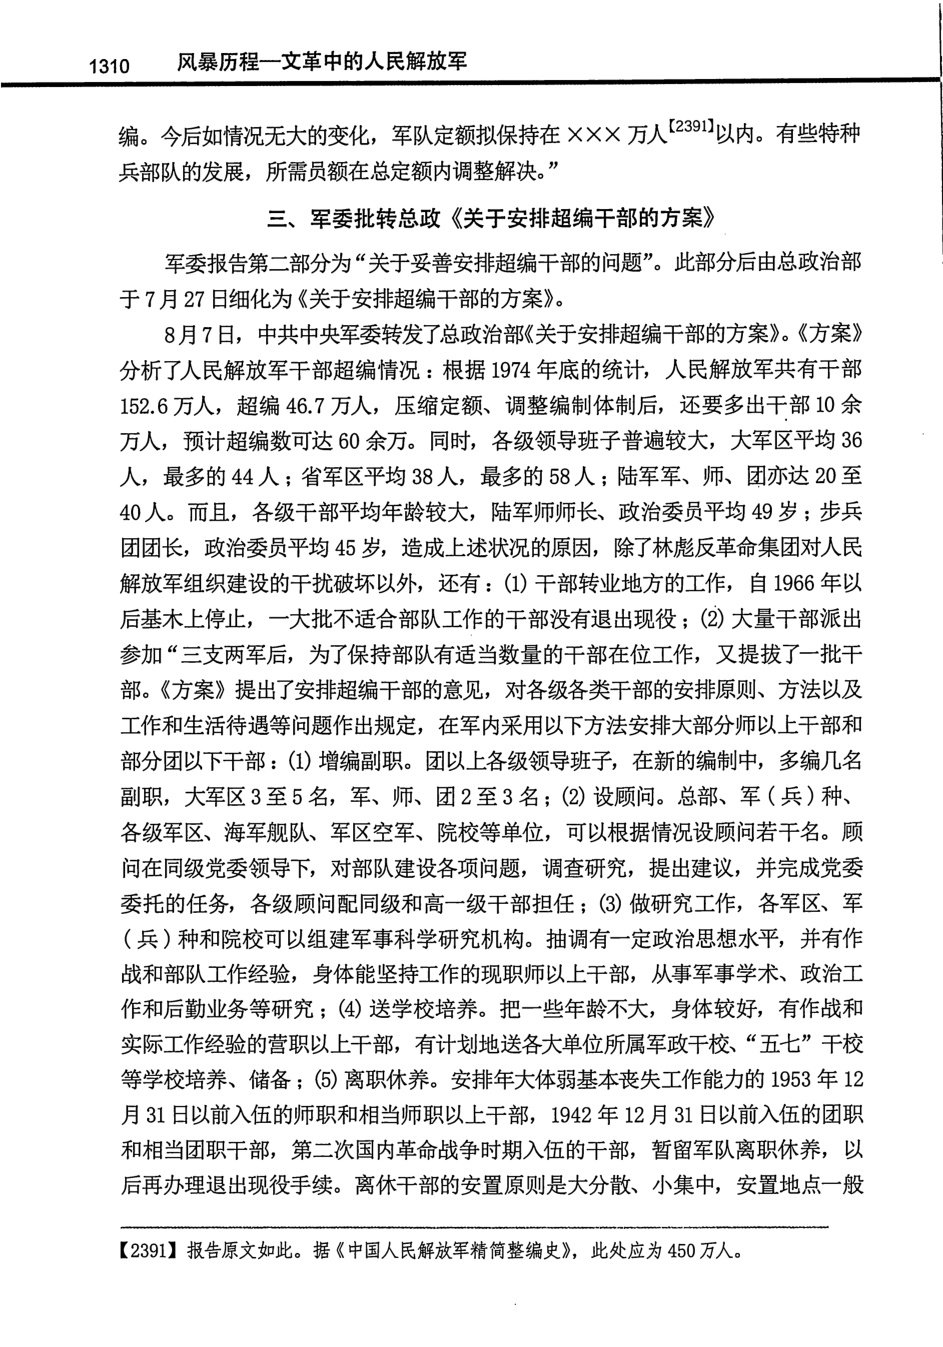 1310 风暴历程—文革中的人民解放军
编。今后如情况无大的变化，军队定额拟保持在 ××× 万人【2391】以内。有些特种
兵部队的发展，所需员额在总定额内调整解决。”
三、军委批转总政《关于安排超编干部的方案》
军委报告第二部分为“关于妥善安排超编干部的问题”。此部分后由总政治部
于 7 月 27 日细化为《关于安排超编干部的方案》。
8 月 7 日，中共中央军委转发了总政治部《关于安排超编干部的方案》。《方案》
分析了人民解放军干部超编情况：根据 1974 年底的统计，人民解放军共有干部
152.6 万人，超编 46.7 万人，压缩定额、调整编制体制后，还要多出干部 10 余
万人，预计超编数可达 60 余万。同时，各级领导班子普遍较大，大军区平均 36
人，最多的 44 人；省军区平均 38 人，最多的 58 人；陆军军、师、团亦达 20 至
40 人。而且，各级干部平均年龄较大，陆军师师长、政治委员平均 49 岁；步兵
团团长，政治委员平均 45 岁，造成上述状况的原因，除了林彪反革命集团对人民
解放军组织建设的干扰破坏以外，还有：(1) 干部转业地方的工作，自 1966 年以
后基木上停止，一大批不适合部队工作的干部没有退出现役；(2) 大量干部派出
参加“三支两军后，为了保持部队有适当数量的干部在位工作，又提拔了一批干
部。《方案》提出了安排超编干部的意见，对各级各类干部的安排原则、方法以及
工作和生活待遇等问题作出规定，在军内采用以下方法安排大部分师以上干部和
部分团以下干部：(1) 增编副职。团以上各级领导班子，在新的编制中，多编几名
副职，大军区 3 至 5 名，军、师、团 2 至 3 名；(2) 设顾问。总部、军（兵）种、
各级军区、海军舰队、军区空军、院校等单位，可以根据情况设顾问若干名。顾
问在同级党委领导下，对部队建设各项问题，调查研究，提出建议，并完成党委
委托的任务，各级顾问配同级和高一级干部担任；(3) 做研究工作，各军区、军
（兵）种和院校可以组建军事科学研究机构。抽调有一定政治思想水平，并有作
战和部队工作经验，身体能坚持工作的现职师以上干部，从事军事学术、政治工
作和后勤业务等研究；(4) 送学校培养。把一些年龄不大，身体较好，有作战和
实际工作经验的营职以上干部，有计划地送各大单位所属军政干校、“五七”干校
等学校培养、储备；(5) 离职休养。安排年大体弱基本丧失工作能力的 1953 年 12
月 31 日以前入伍的师职和相当师职以上干部，1942 年 12 月 31 日以前入伍的团职
和相当团职干部，第二次国内革命战争时期入伍的干部，暂留军队离职休养，以
后再办理退出现役手续。离休干部的安置原则是大分散、小集中，安置地点一般
【2391】报告原文如此。据《中国人民解放军精简整编史》，此处应为 450 万人。